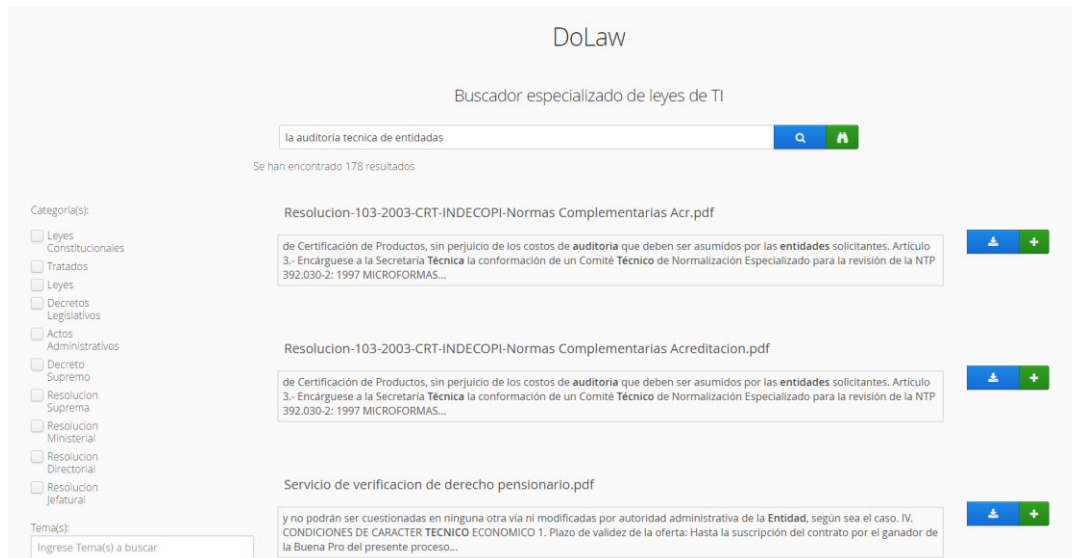 DoLaw
Buscador especializado de leyes de TI
la auditoría tecnica de entidadas
Se han encontrado 178 resultados
Categoria(s):
Leyes
Constitucionales
Tratados
Leyes
Decretos
Legislativos
Actos
Administrativos
Decreto
Supremo
Resolucion
Suprema
Resolucion
Ministerial
Resolucion
Directorial
Resolucion
Jefatural
Tema(s):
Ingrese Tema(s) a buscar
Resolucion-103-2003-CRT-INDECOPI-Normas Complementarias Acr.pdf
de Certificación de Productos, sin perjuicio de los costos de auditoria que deben ser asumidos por las entidades solicitantes. Artículo
3.- Encárguese a la Secretaría Técnica la conformación de un Comité Técnico de Normalización Especializado para la revisión de la NTP
392.030-2: 1997 MICROFORMAS...
Resolucion-103-2003-CRT-INDECOPI-Normas Complementarias Acreditacion.pdf
de Certificación de Productos, sin perjuicio de los costos de auditoria que deben ser asumidos por las entidades solicitantes. Artículo
3.- Encárguese a la Secretaría Técnica la conformación de un Comité Técnico de Normalización Especializado para la revisión de la NTP
392.030-2: 1997 MICROFORMAS...
Servicio de verificacion de derecho pensionario.pdf
y no podrán ser cuestionadas en ninguna otra vía ni modificadas por autoridad administrativa de la Entidad, según sea el caso. IV.
CONDICIONES DE CARACTER TECNICO ECONOMICO 1. Plazo de validez de la oferta: Hasta la suscripción del contrato por el ganador de
la Buena Pro del presente proceso...